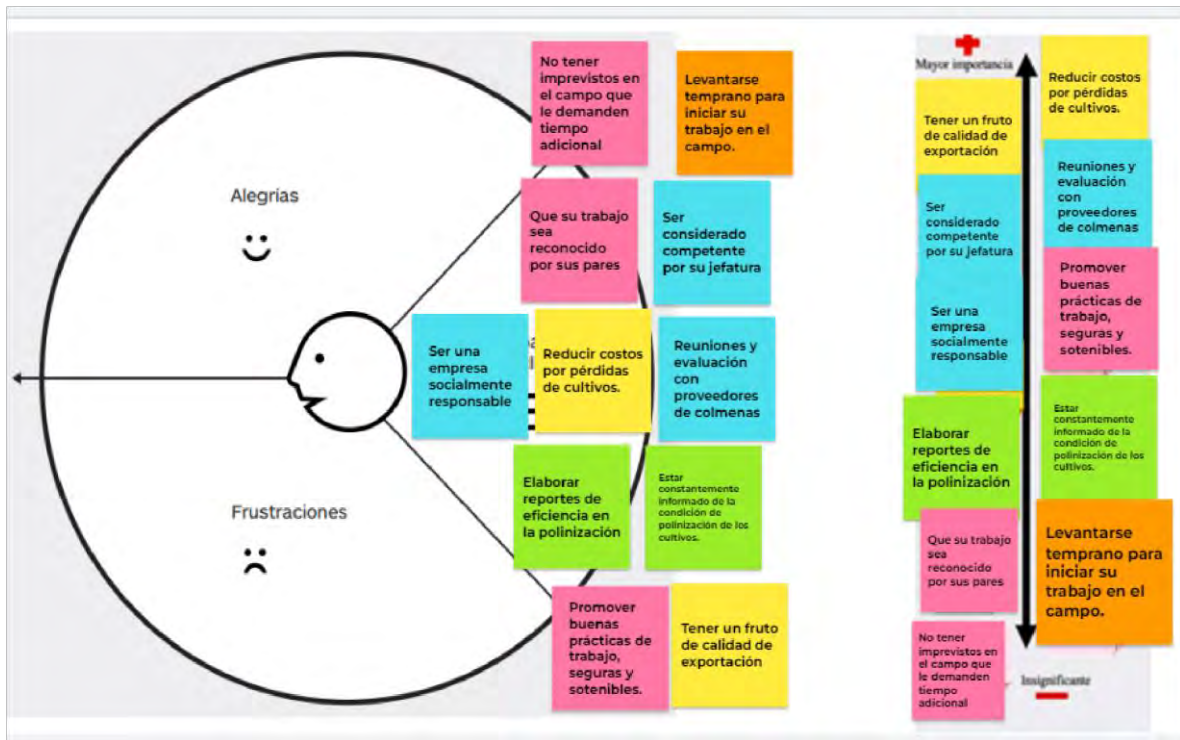 Alegrías
Frustraciones
No tener
imprevistos en
el campo que
le demanden
tiempo
adicional
Levantarse
temprano para
iniciar su
trabajo en el
campo.
Que su trabajo
sea
reconocido
por sus pares
Ser
considerado
competente
por su jefatura
Ser una
empresa
socialmente
responsable
Reducir costos
por pérdidas
de cultivos.
Reuniones y
evaluación
con
proveedores
de colmenas
Elaborar
reportes de
eficiencia en
la polinización
Estar
constantemente
informado de la
condición de
polinización de los
cultivos.
Promover
buenas
prácticas de
trabajo,
seguras y
sotenibles.
Tener un fruto
de calidad de
exportación
Mayor importancia
Reducir costos
por pérdidas
de cultivos.
Tener un fruto
de calidad de
exportación
Reuniones y
evaluación
con
proveedores
de colmenas
Ser
considerado
competente
por su jefatura
Promover
buenas
prácticas de
trabajo,
seguras y
sotenibles.
Ser una
empresa
socialmente
responsable
Estar
constantemente
informado de la
condición de
polinización de los
cultivos.
Elaborar
reportes de
eficiencia en
la polinización
Levantarse
temprano para
iniciar su
trabajo en el
campo.
Que su trabajo
sea
reconocido
por sus pares
No tener
imprevistos en
el campo que
le demanden
tiempo
adicional
Insignificante